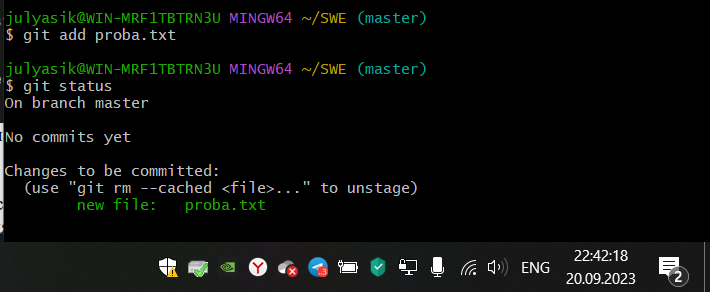 julyasik@WIN-MRF1TBTRN3U MINGW64 ~/SWE (master)
$ git add proba.txt
julyasik@WIN-MRF1TBTRN3U MINGW64 ~/SWE (master)
$ git status
On branch master
No commits yet
Changes to be committed:
  (use "git rm --cached <file>..." to unstage)
        new file:   proba.txt
ENG
22:42:18
20.09.2023
2